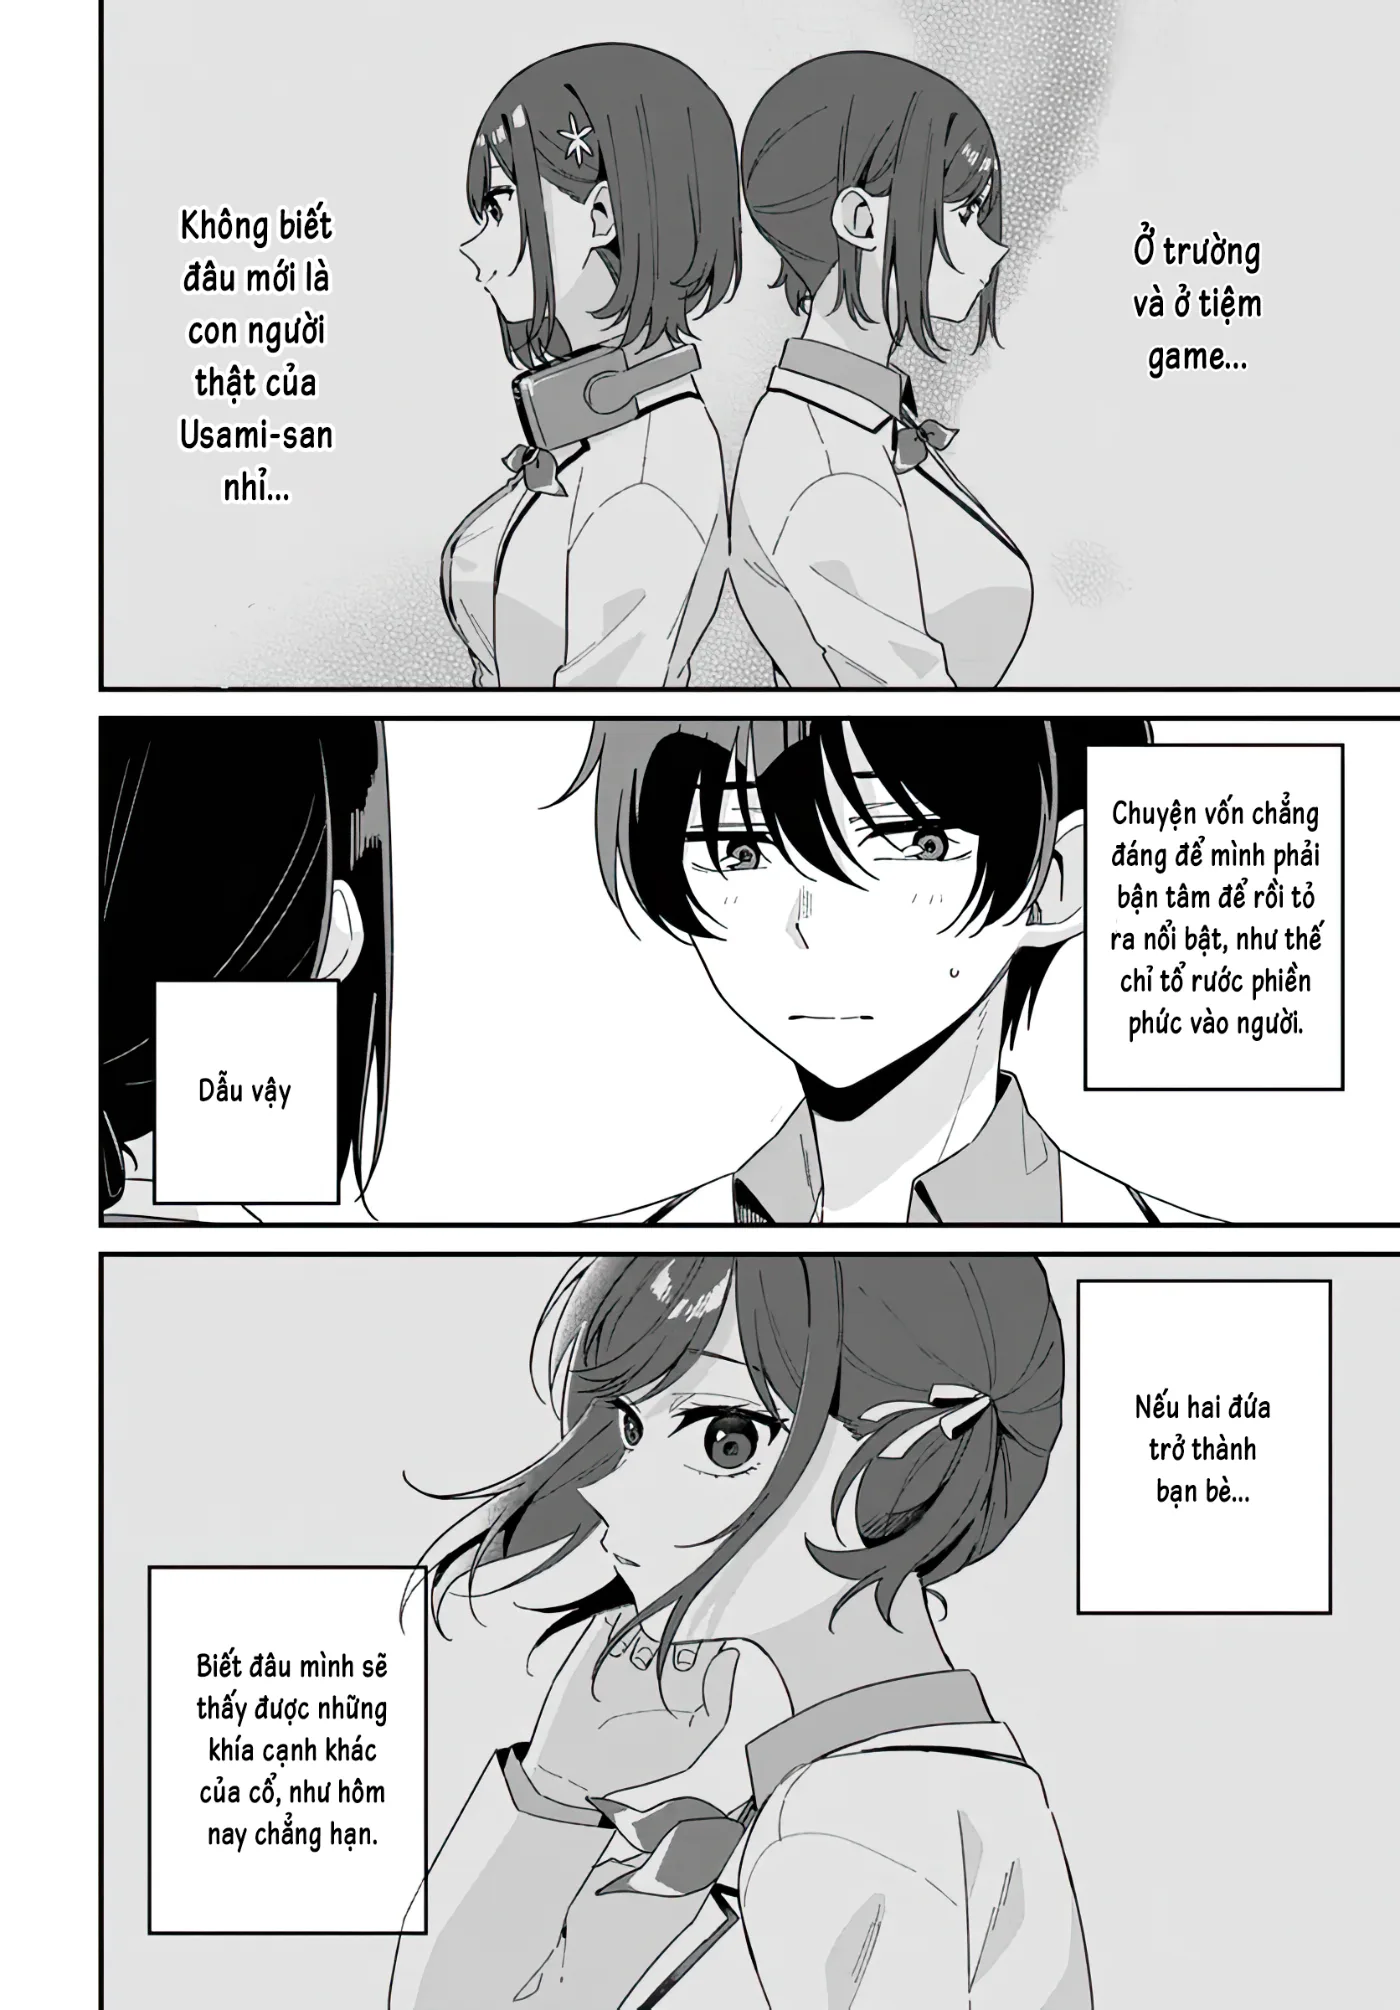 Ở trường
và ở tiệm
game...
Không biết
đâu mới là
con người
thật của
Usami-san
nhỉ...
Chuyện vốn chẳng
đáng để mình phải
bận tâm để rồi tỏ
ra nổi bật, như thế
chỉ tổ rước phiền
phức vào người.
Dẫu vậy
Nếu hai đứa
trở thành
bạn bè...
Biết đâu mình sẽ
thấy được những
khía cạnh khác
của cổ, như hôm
nay chẳng hạn.